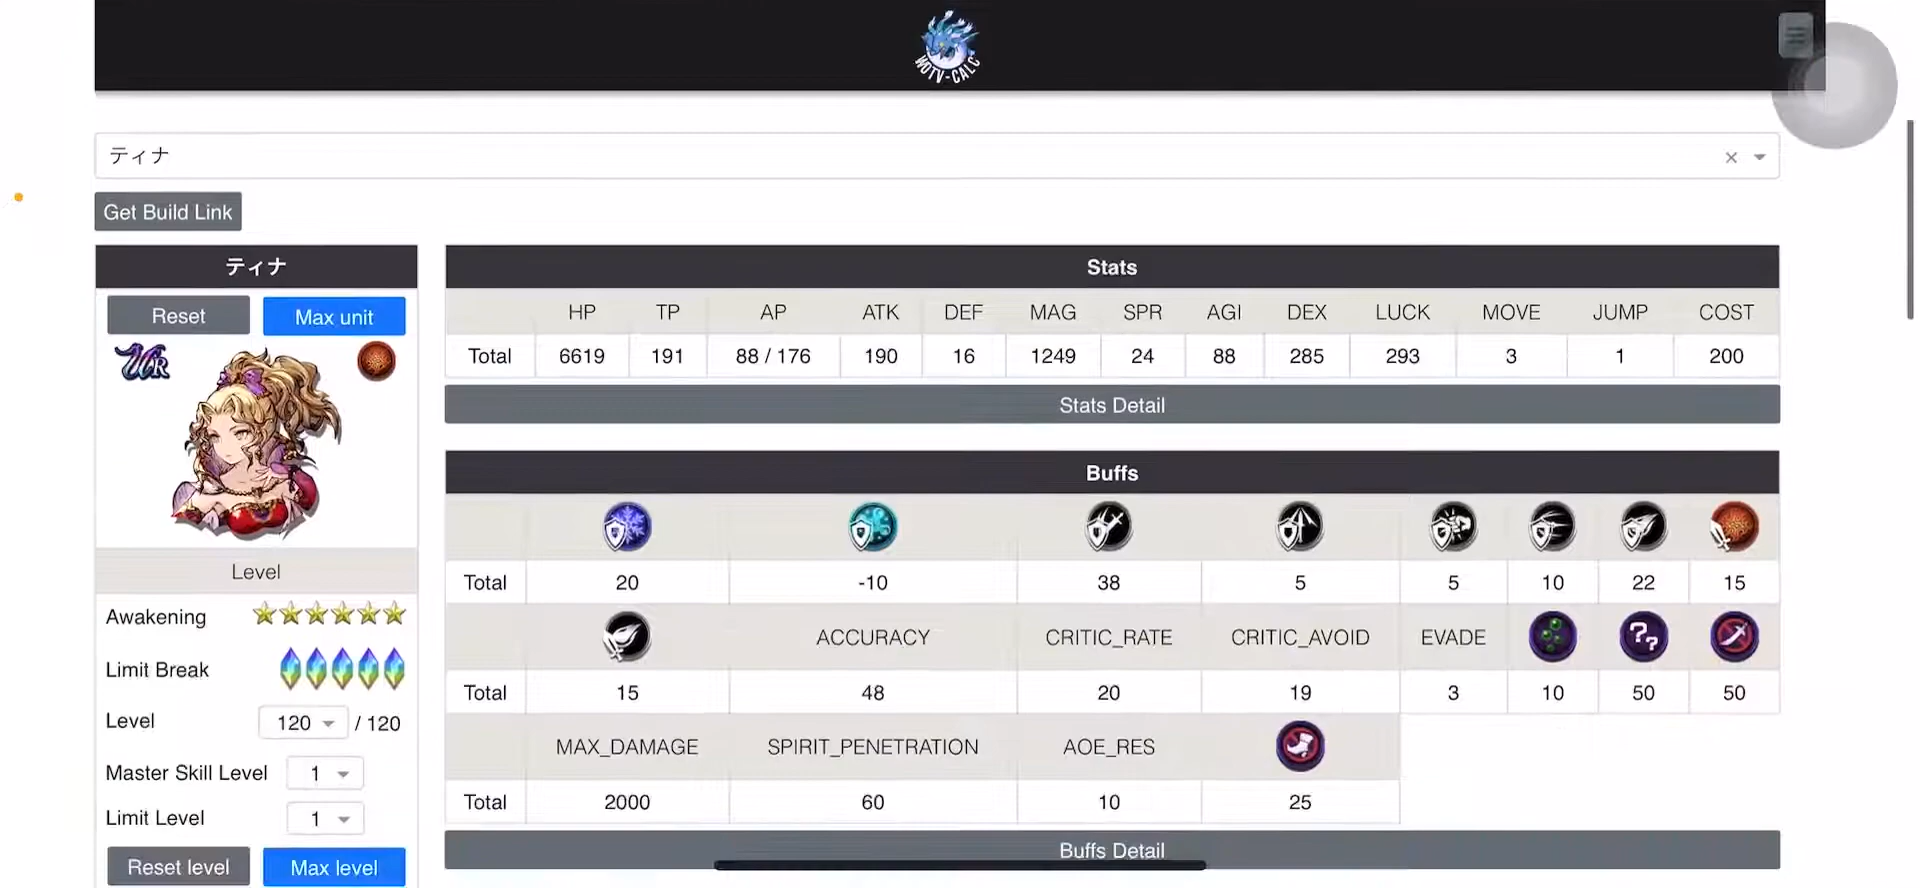 WOTV-CALC
ティナ
Get Build Link
ティナ
Reset Max unit
UR
Level
Awakening
Limit Break
Level 120 / 120
Master Skill Level 1
Limit Level 1
Reset level Max level
Stats
HP TP AP ATK DEF MAG SPR AGI DEX LUCK MOVE JUMP COST
Total 6619 191 88 / 176 190 16 1249 24 88 285 293 3 1 200
Stats Detail
Buffs
Total 20 -10 38 5 5 10 22 15
ACCURACY CRITIC_RATE CRITIC_AVOID EVADE ??
Total 15 48 20 19 3 10 50 50
MAX_DAMAGE SPIRIT_PENETRATION AOE_RES
Total 2000 60 10 25
Buffs Detail